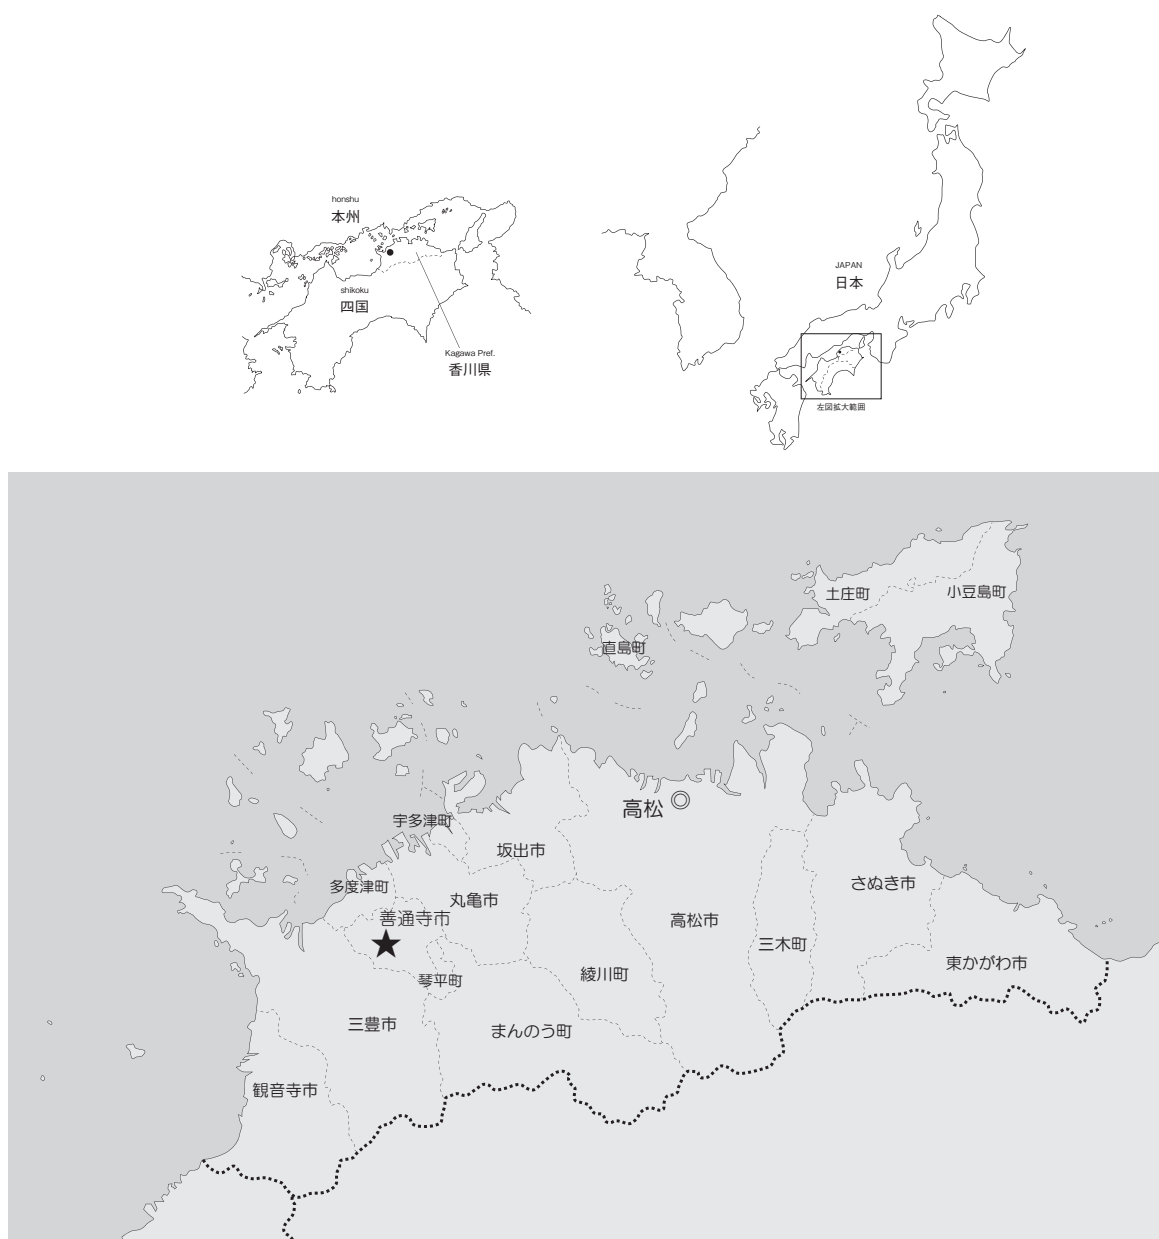 honshu
本州
shikoku
四国
Kagawa Pref.
香川県
JAPAN
日本
左図拡大範囲
土庄町
小豆島町
直島町
高松
宇多津町
坂出市
多度津町
丸亀市
さぬき市
善通寺市
高松市
三木町
東かがわ市
琴平町
綾川町
三豊市
まんのう町
観音寺市